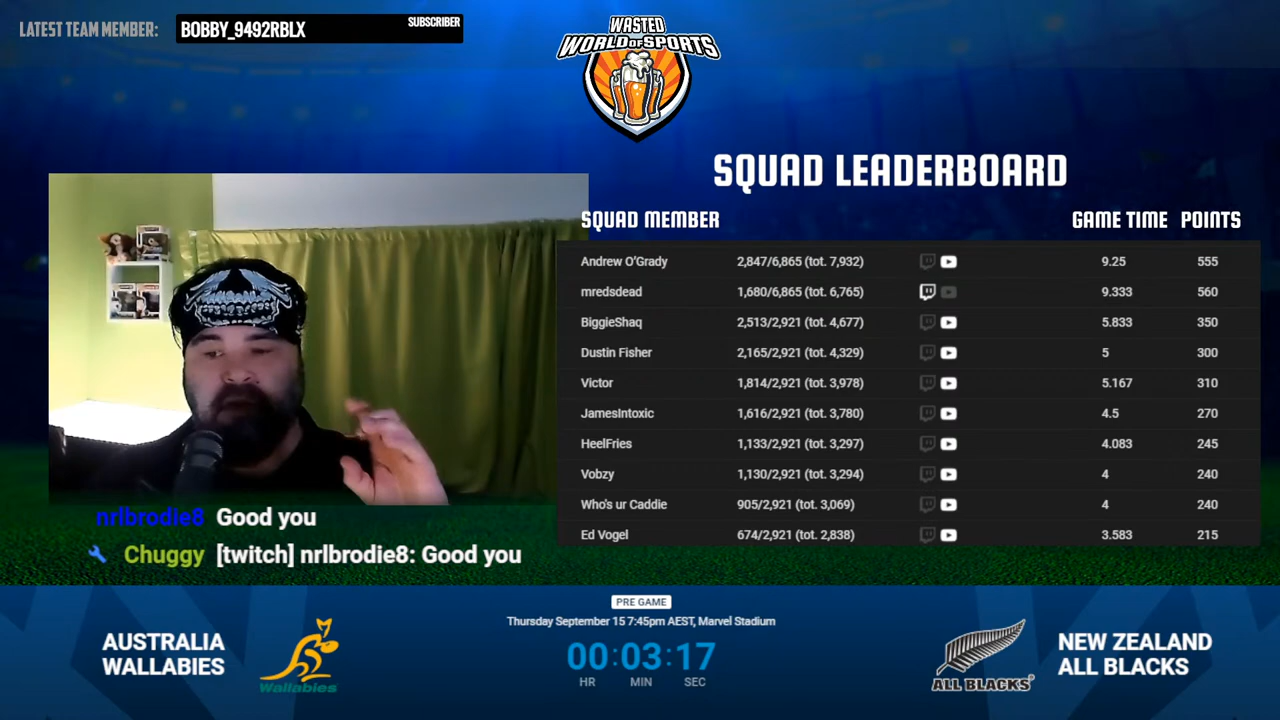 LATEST TEAM MEMBER: BOBBY_9492RBLX SUBSCRIBER
WASTED
WORLD OF SPORTS
SQUAD LEADERBOARD
SQUAD MEMBER GAME TIME POINTS
Andrew O'Grady 2,847/6,865 (tot. 7,932) 9.25 555
mredsdead 1,680/6,865 (tot. 6,765) 9.333 560
BiggieShaq 2,513/2,921 (tot. 4,677) 5.833 350
Dustin Fisher 2,165/2,921 (tot. 4,329) 5 300
Victor 1,814/2,921 (tot. 3,978) 5.167 310
JamesIntoxic 1,616/2,921 (tot. 3,780) 4.5 270
HeelFries 1,133/2,921 (tot. 3,297) 4.083 245
Vobzy 1,130/2,921 (tot. 3,294) 4 240
Who's ur Caddie 905/2,921 (tot. 3,069) 4 240
Ed Vogel 674/2,921 (tot. 2,838) 3.583 215
nrlbrodie8 Good you
Chuggy [twitch] nrlbrodie8: Good you
PRE GAME
Thursday September 15 7:45pm AEST, Marvel Stadium
00:03:17
HR MIN SEC
AUSTRALIA
WALLABIES
Wallabies
ALL BLACKS
NEW ZEALAND
ALL BLACKS